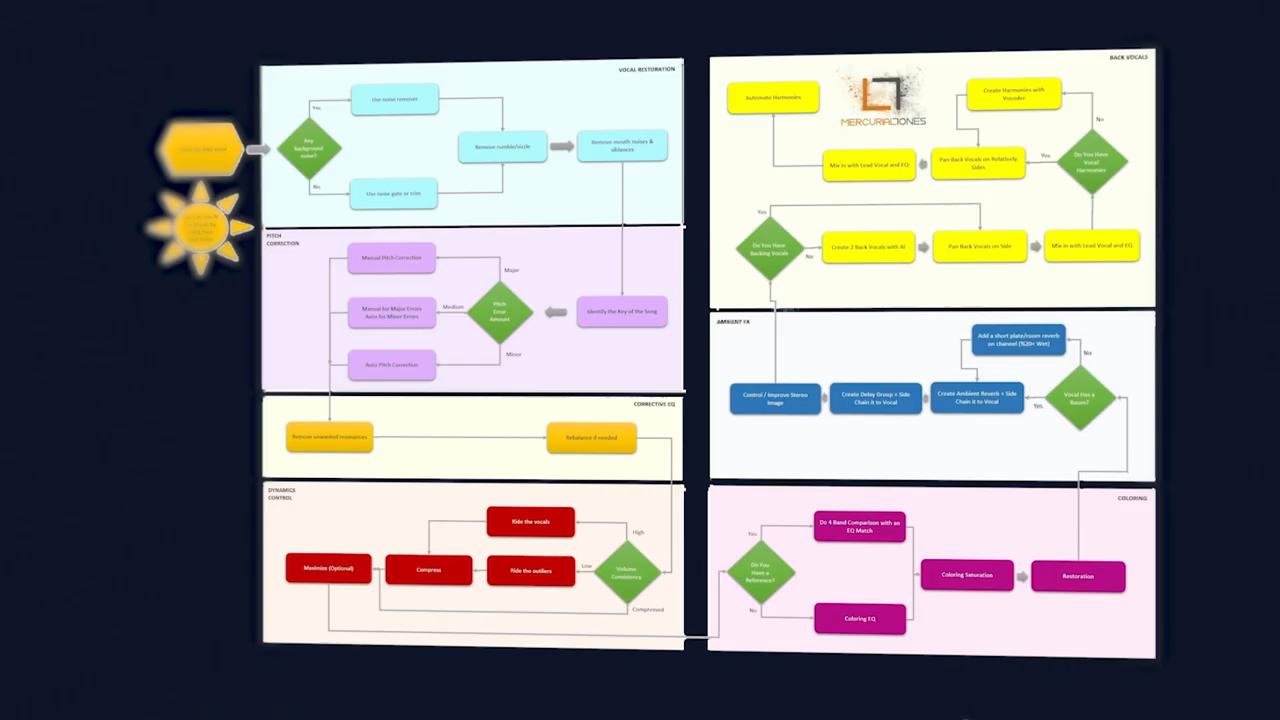 VOCAL RESTORATION
Any
background
noise?
Yes
No
Use noise remover
Use noise gate or trim
Remove rumble/sizzle
Remove mouth noises &
siblances
PITCH
CORRECTION
Identify the Key of the Song
Pitch
Error
Amount
Major
Medium
Minor
Manual Pitch Correction
Manual for Major Errors
Auto for Minor Errors
Auto Pitch Correction
CORRECTIVE EQ
Remove unwanted resonances
Rebalance if needed
DYNAMICS
CONTROL
Volume
Consistency
High
Low
Compressed
Ride the vocals
Ride the outliers
Compress
Maximize (Optional)
BACK VOCALS
MERCURIAL TONES
Automate Harmonies
Create Harmonies with
Vocoder
No
Mix in with Lead Vocal and EQ
Pan Back Vocals on Relatively
Sides
Yes
Do You Have
Vocal
Harmonies
Yes
Do You Have
Backing Vocals
No
Create 2 Back Vocals with AI
Pan Back Vocals on Side
Mix in with Lead Vocal and EQ
AMBIENT FX
Add a short plate/room reverb
on channel (%20< Wet)
No
Control / Improve Stereo
Image
Create Delay Group + Side
Chain it to Vocal
Create Ambient Reverb + Side
Chain it to Vocal
Yes
Vocal Has a
Room?
COLORING
Do You
Have a
Reference?
Yes
No
Do 4 Band Comparison with an
EQ Match
Coloring EQ
Coloring Saturation
Restoration